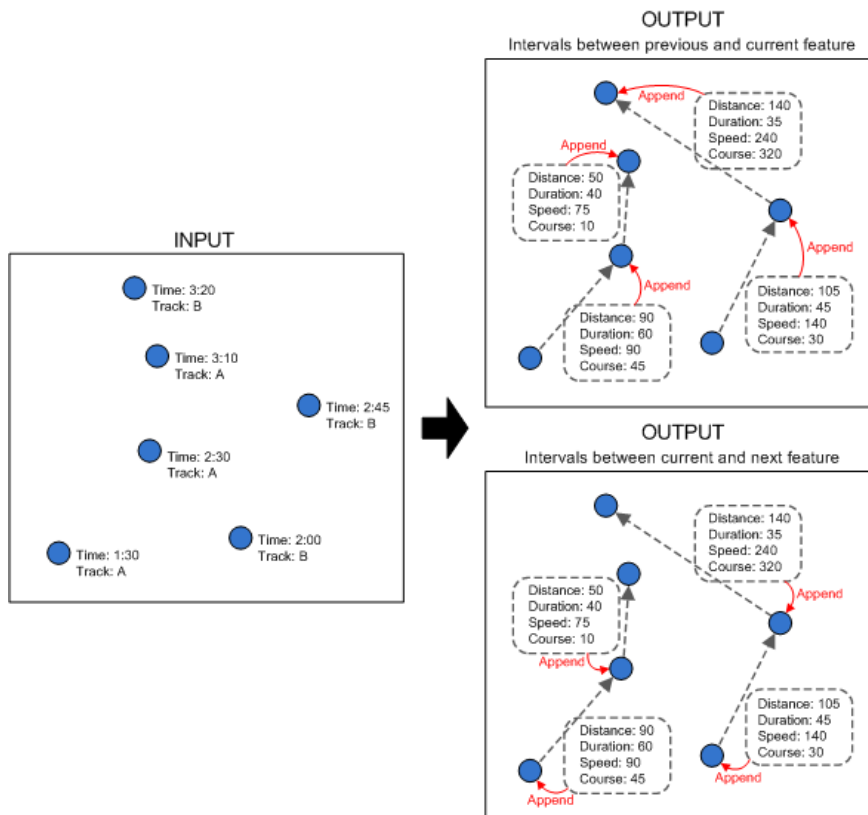 INPUT
Time: 3:20
Track: B
Time: 3:10
Track: A
Time: 2:45
Track: B
Time: 2:30
Track: A
Time: 2:00
Track: B
Time: 1:30
Track: A
OUTPUT
Intervals between previous and current feature
Append
Distance: 140
Duration: 35
Speed: 240
Course: 320
Append
Distance: 50
Duration: 40
Speed: 75
Course: 10
Append
Distance: 90
Duration: 60
Speed: 90
Course: 45
Append
Distance: 105
Duration: 45
Speed: 140
Course: 30
OUTPUT
Intervals between current and next feature
Distance: 140
Duration: 35
Speed: 240
Course: 320
Append
Distance: 50
Duration: 40
Speed: 75
Course: 10
Append
Distance: 90
Duration: 60
Speed: 90
Course: 45
Append
Distance: 105
Duration: 45
Speed: 140
Course: 30
Append